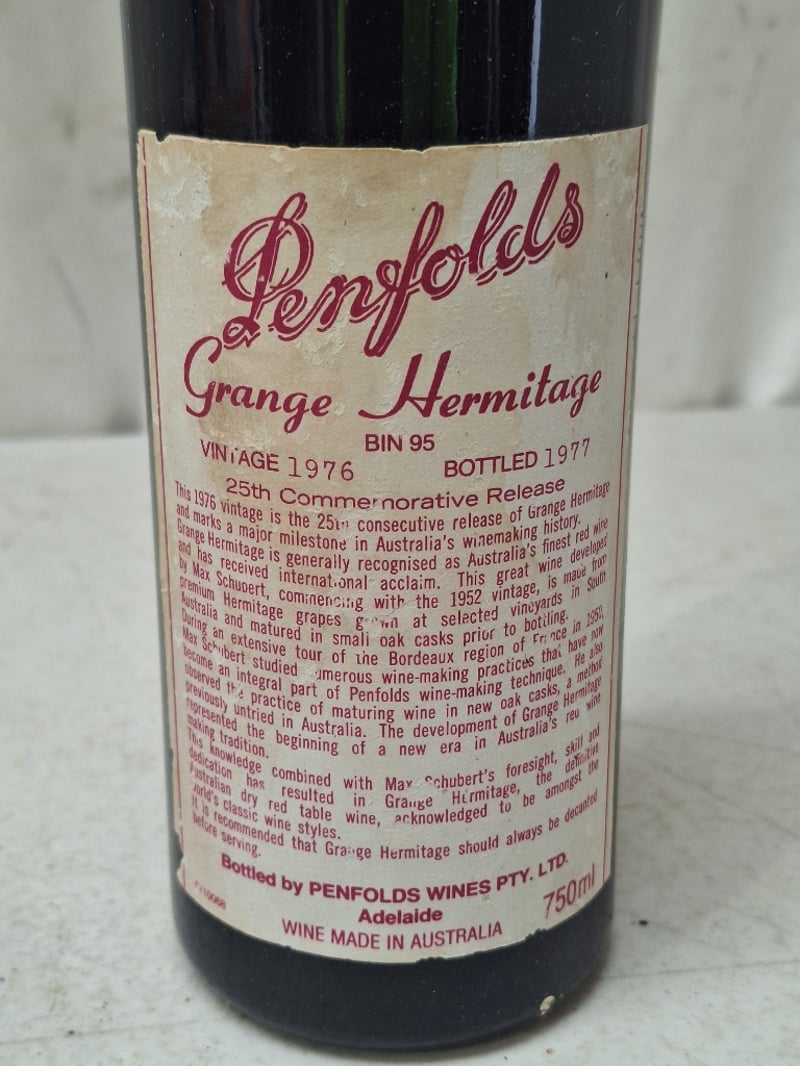 Penfolds
Grange Hermitage
BIN 95
VINTAGE 1976 BOTTLED 1977
25th Commemorative Release
This 1976 vintage is the 25th consecutive release of Grange Hermitage
and marks a major milestone in Australia's winemaking history.
Grange Hermitage is generally recognised as Australia's finest red wine
and has received international acclaim. This great wine developed
by Max Schubert, commencing with the 1952 vintage, is made from
premium Hermitage grapes grown at selected vineyards in South
Australia and matured in small oak casks prior to bottling.
During an extensive tour of the Bordeaux region of France in 1950,
Max Schubert studied numerous wine-making practices that have now
become an integral part of Penfolds wine-making technique. He also
observed the practice of maturing wine in new oak casks, a method
previously untried in Australia. The development of Grange Hermitage
represented the beginning of a new era in Australia's red wine
making tradition.
This knowledge combined with Max Schubert's foresight, skill and
dedication has resulted in Grange Hermitage, the definitive
Australian dry red table wine, acknowledged to be amongst the
world's classic wine styles.
It is recommended that Grange Hermitage should always be decanted
before serving.
Bottled by PENFOLDS WINES PTY. LTD.
Adelaide
WINE MADE IN AUSTRALIA
750ml